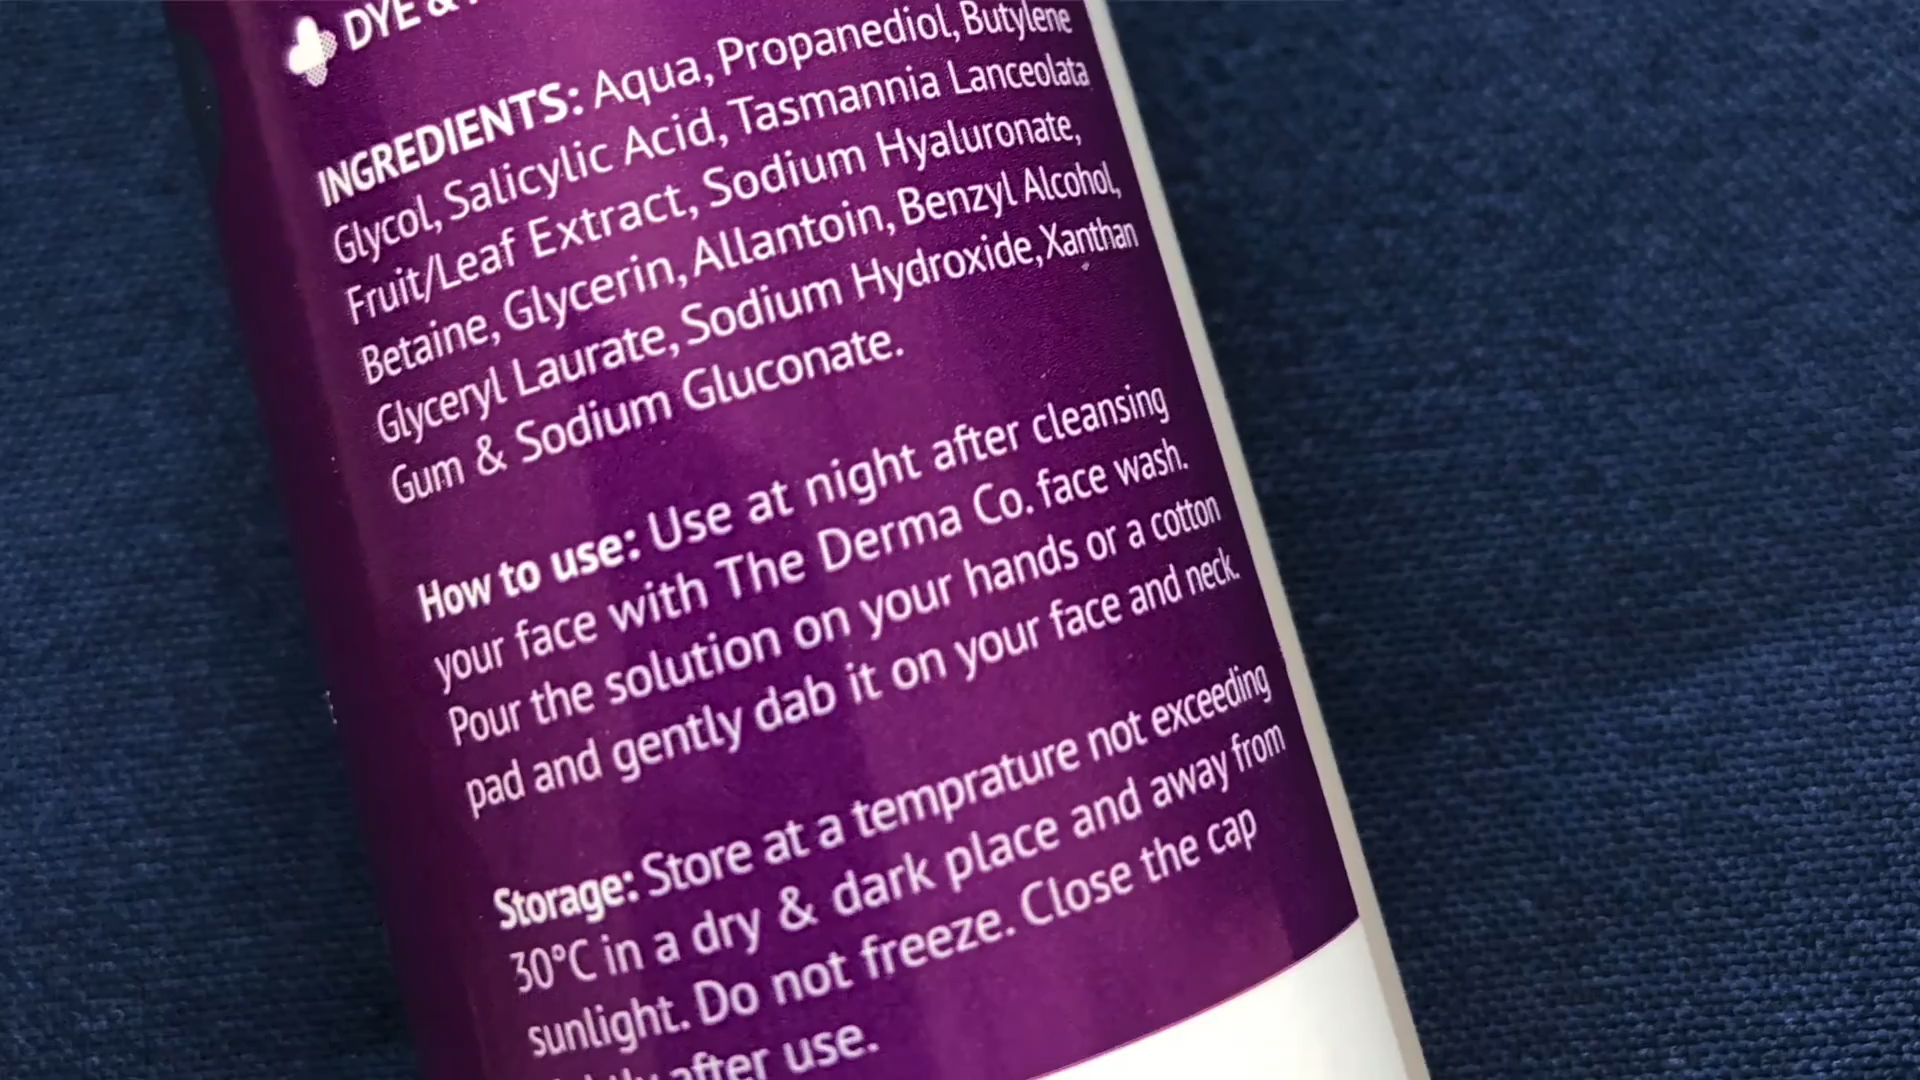 DYE &
INGREDIENTS: Aqua, Propanediol, Butylene
Glycol, Salicylic Acid, Tasmannia Lanceolata
Fruit/Leaf Extract, Sodium Hyaluronate,
Betaine, Glycerin, Allantoin, Benzyl Alcohol,
Glyceryl Laurate, Sodium Hydroxide, Xanthan
Gum & Sodium Gluconate.
How to use: Use at night after cleansing
your face with The Derma Co. face wash.
Pour the solution on your hands or a cotton
pad and gently dab it on your face and neck.
Storage: Store at a temprature not exceeding
30°C in a dry & dark place and away from
sunlight. Do not freeze. Close the cap
after use.